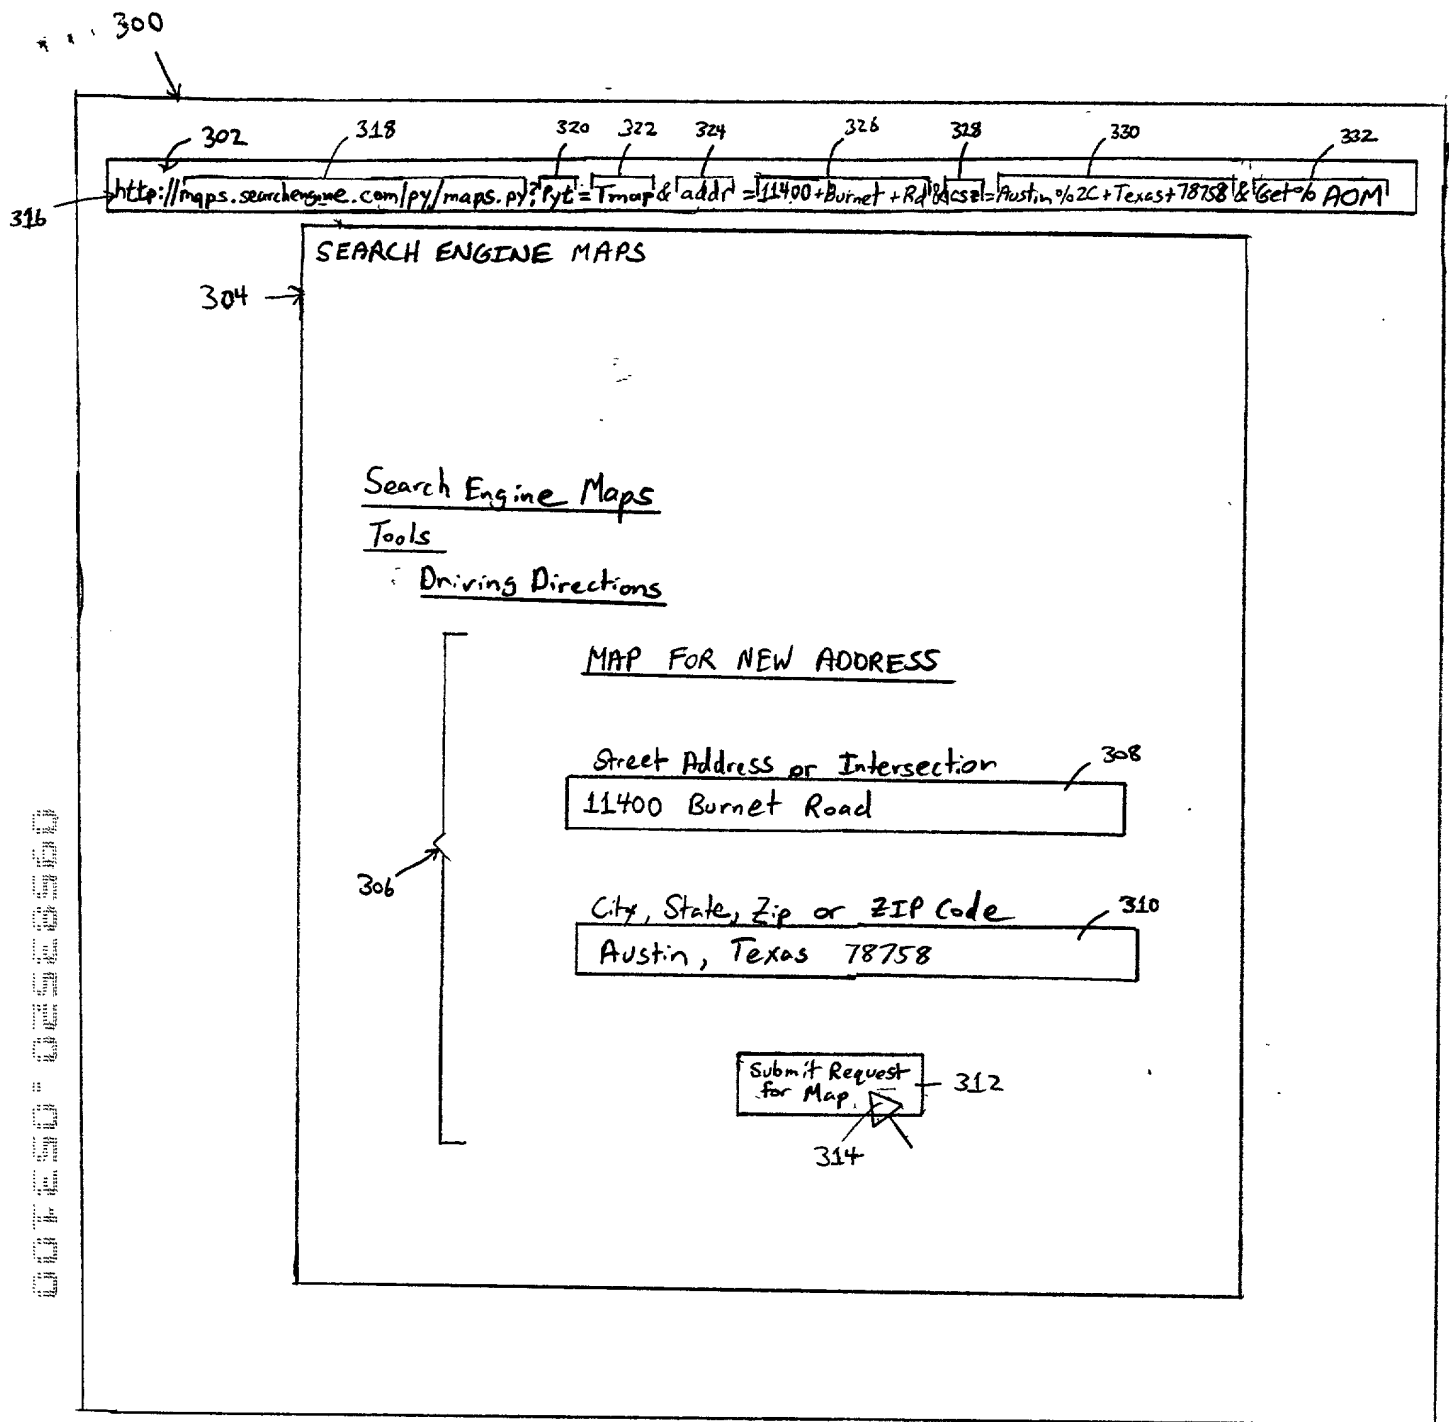 300
302 318 320 322 324 326 328 330 332
http://maps.searchengine.com/py/maps.py?Pyt=Tmap&addr=11400+Burnet+Rd&csz=Austin%2C+Texas+78758&Get%AOM
316
SEARCH ENGINE MAPS
304
Search Engine Maps
Tools
Driving Directions
MAP FOR NEW ADDRESS
Street Address or Intersection 308
11400 Burnet Road
306
City, State, Zip or ZIP Code 310
Austin, Texas 78758
Submit Request
for Map 312
314